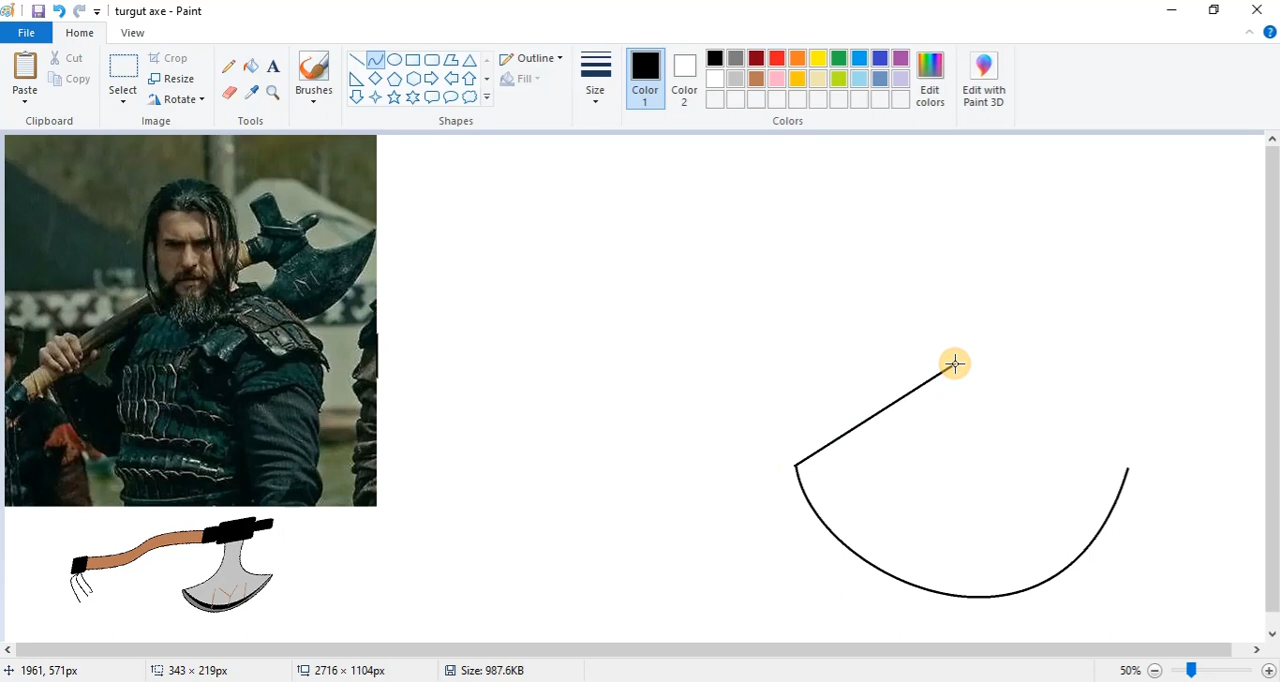 turgut axe - Paint
File
Home
View
Paste
Cut
Copy
Clipboard
Select
Crop
Resize
Rotate
Image
A
Tools
Brushes
Outline
Fill
Shapes
Size
Color
1
Color
2
Edit
colors
Colors
Edit with
Paint 3D
1961, 571px
343 × 219px
2716 × 1104px
Size: 987.6KB
50%